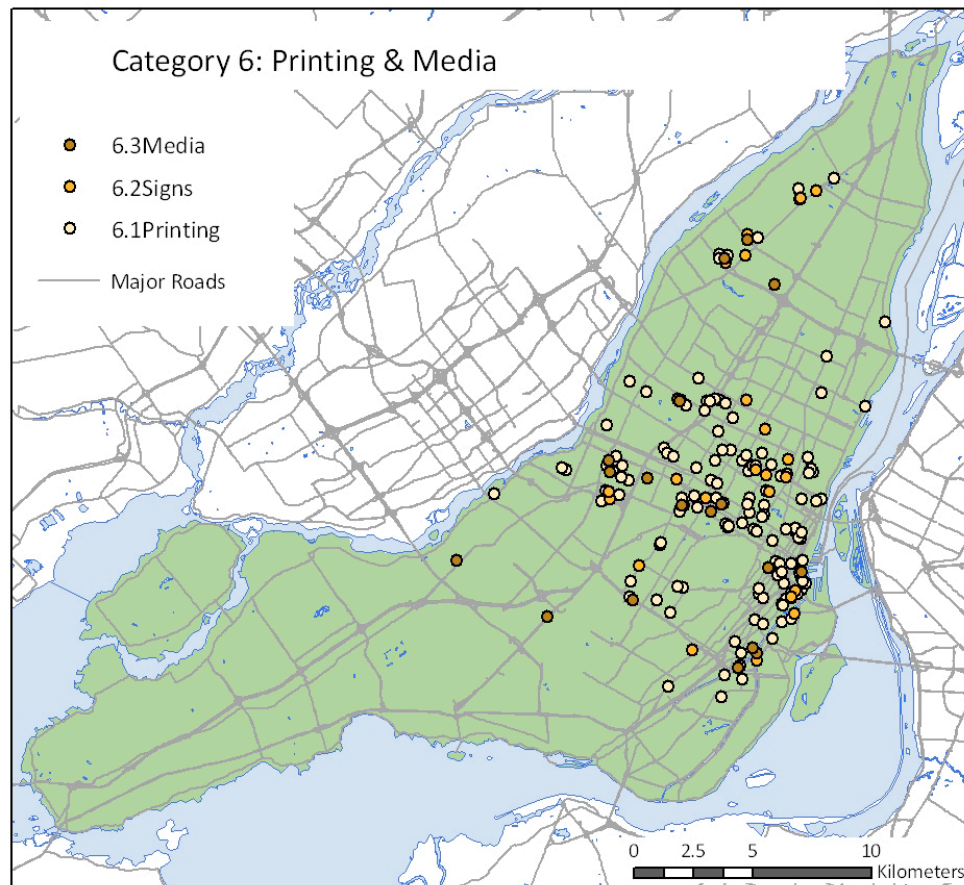 Category 6: Printing & Media
6.3Media
6.2Signs
6.1Printing
Major Roads
0 2.5 5 10
Kilometers